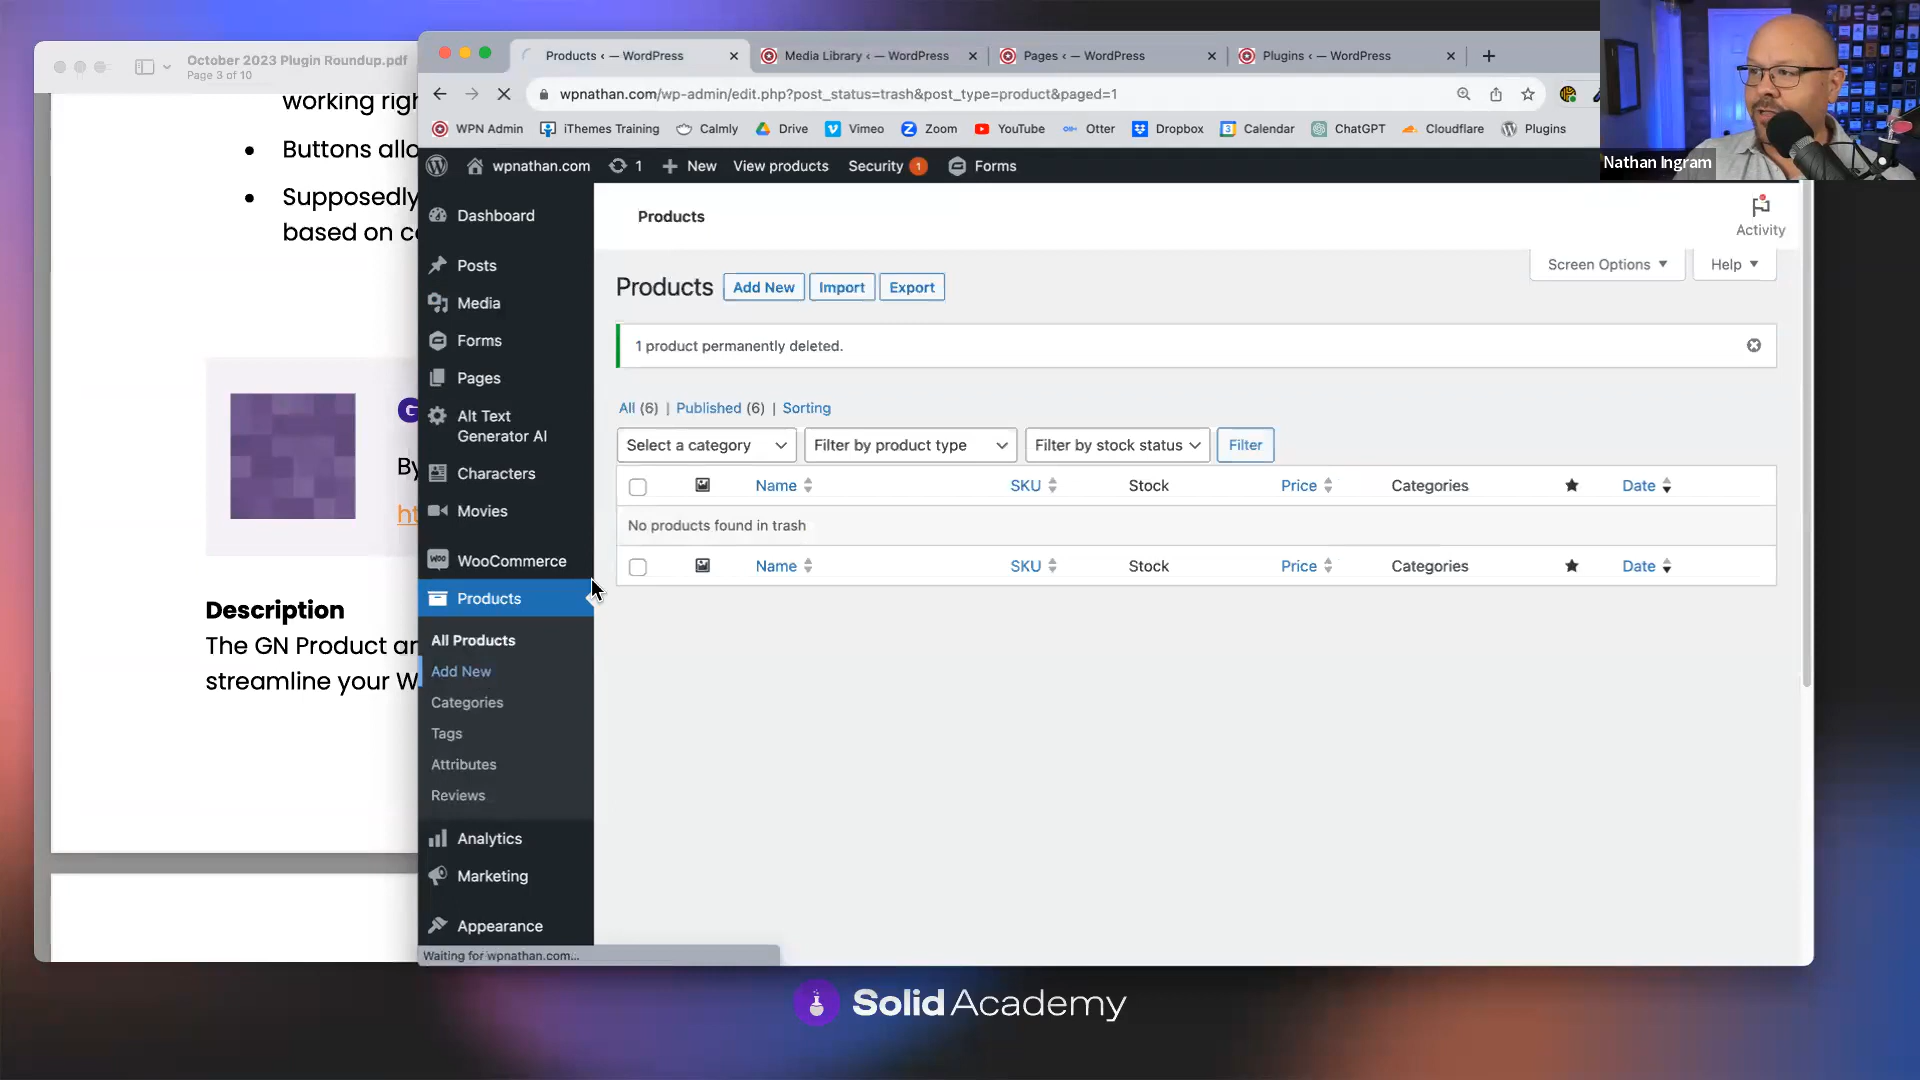 October 2023 Plugin Roundup.pdf
Page 3 of 10
working righ
Buttons allo
Supposedly
based on co
G
By
ht
Description
The GN Product an
streamline your W
Products ‹ — WordPress
Media Library ‹ — WordPress
Pages ‹ — WordPress
Plugins ‹ — WordPress
wpnathan.com/wp-admin/edit.php?post_status=trash&post_type=product&paged=1
WPN Admin
iThemes Training
Calmly
Drive
Vimeo
Zoom
YouTube
Otter
Dropbox
Calendar
ChatGPT
Cloudflare
Plugins
Nathan Ingram
wpnathan.com
1
New
View products
Security 1
Forms
Dashboard
Posts
Media
Forms
Pages
Alt Text
Generator AI
Characters
Movies
WooCommerce
Products
All Products
Add New
Categories
Tags
Attributes
Reviews
Analytics
Marketing
Appearance
Waiting for wpnathan.com...
Products
Activity
Screen Options
Help
Products
Add New
Import
Export
1 product permanently deleted.
All (6) | Published (6) | Sorting
Select a category
Filter by product type
Filter by stock status
Filter
Name SKU Stock Price Categories Date
No products found in trash
Name SKU Stock Price Categories Date
Solid Academy